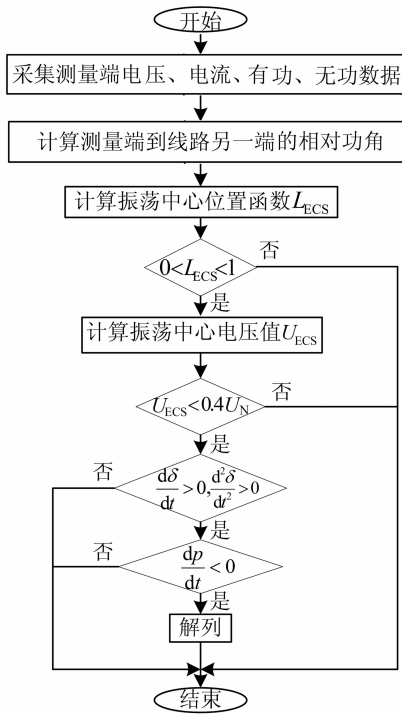 开始
采集测量端电压、电流、有功、无功数据
计算测量端到线路另一端的相对功角
计算振荡中心位置函数L_ECS
否
0<L_ECS<1
是
计算振荡中心电压值U_ECS
否
U_ECS<0.4U_N
是
否
dδ/dt>0,d²δ/dt²>0
是
否
dp/dt<0
是
解列
结束